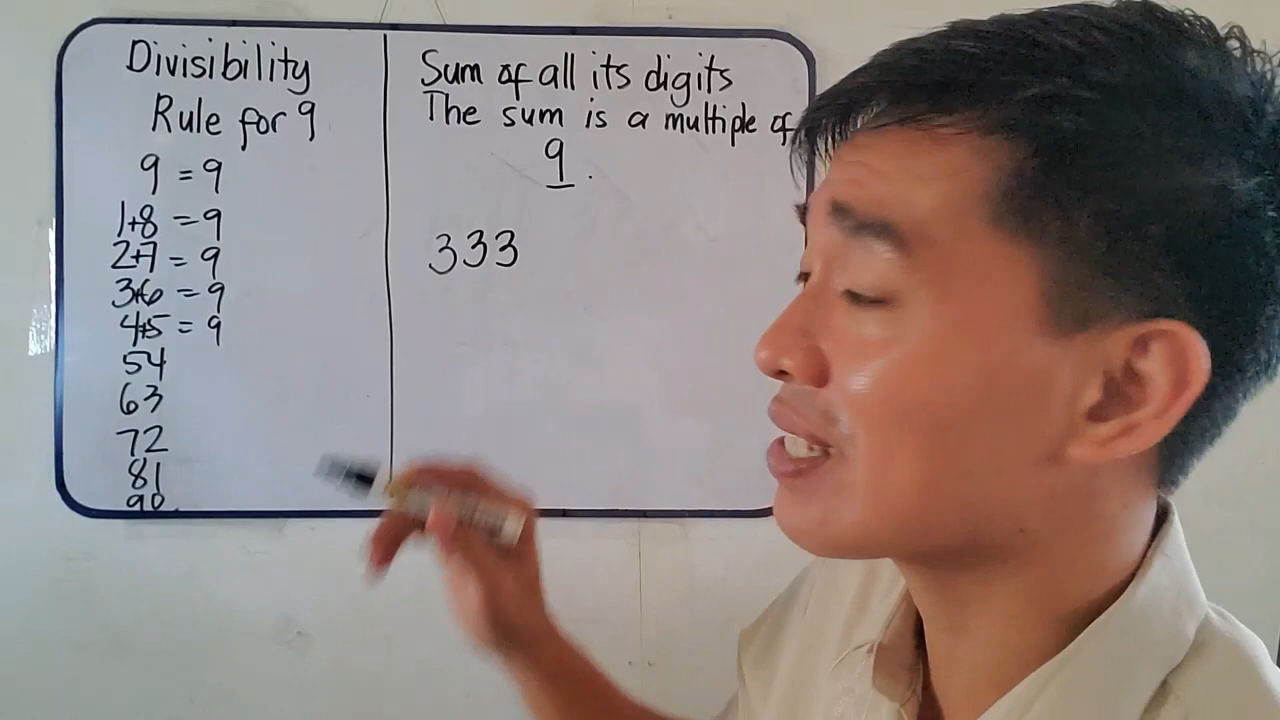 Divisibility
Rule for 9
9 = 9
1+8 = 9
2+7 = 9
3+6 = 9
4+5 = 9
54
63
72
81
90
Sum of all its digits
The sum is a multiple of
9.
333